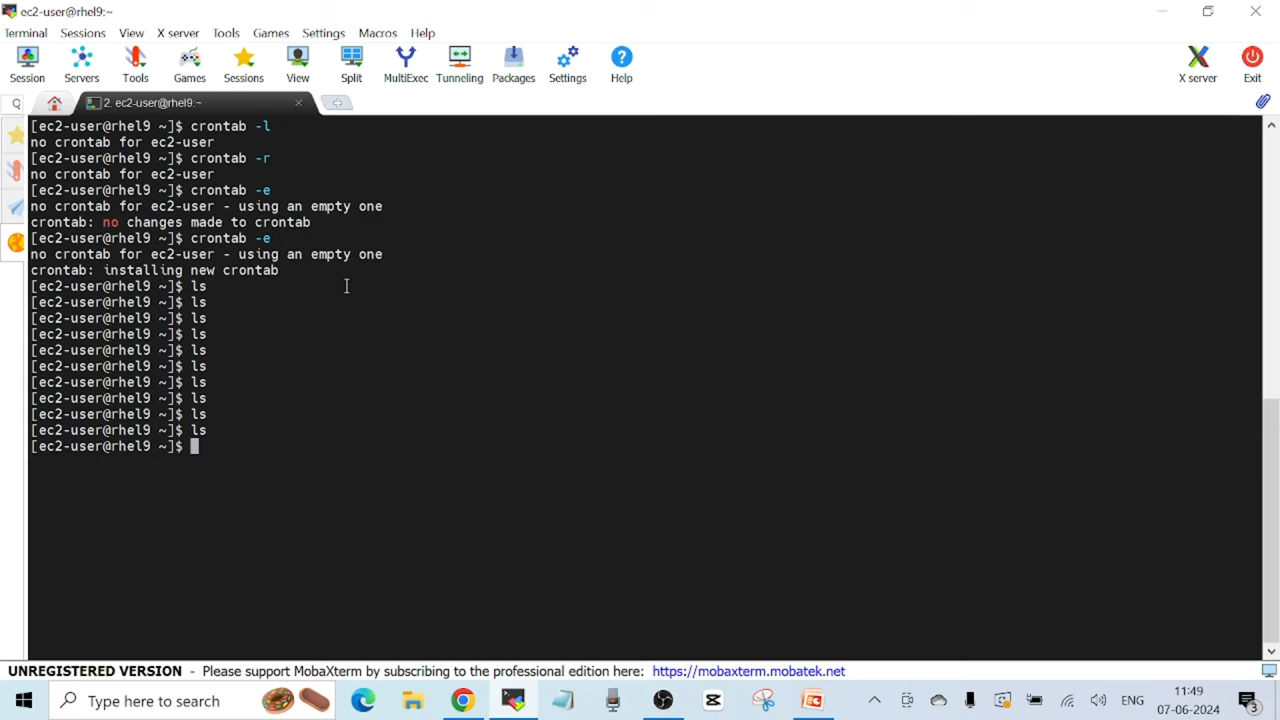 ec2-user@rhel9:~
Terminal Sessions View X server Tools Games Settings Macros Help
Session Servers Tools Games Sessions View Split MultiExec Tunneling Packages Settings Help X server Exit
2. ec2-user@rhel9:~
[ec2-user@rhel9 ~]$ crontab -l
no crontab for ec2-user
[ec2-user@rhel9 ~]$ crontab -r
no crontab for ec2-user
[ec2-user@rhel9 ~]$ crontab -e
no crontab for ec2-user - using an empty one
crontab: no changes made to crontab
[ec2-user@rhel9 ~]$ crontab -e
no crontab for ec2-user - using an empty one
crontab: installing new crontab
[ec2-user@rhel9 ~]$ ls
[ec2-user@rhel9 ~]$ ls
[ec2-user@rhel9 ~]$ ls
[ec2-user@rhel9 ~]$ ls
[ec2-user@rhel9 ~]$ ls
[ec2-user@rhel9 ~]$ ls
[ec2-user@rhel9 ~]$ ls
[ec2-user@rhel9 ~]$ ls
[ec2-user@rhel9 ~]$ ls
[ec2-user@rhel9 ~]$ ls
[ec2-user@rhel9 ~]$
UNREGISTERED VERSION - Please support MobaXterm by subscribing to the professional edition here: https://mobaxterm.mobatek.net
Type here to search
ENG
11:49
07-06-2024
3